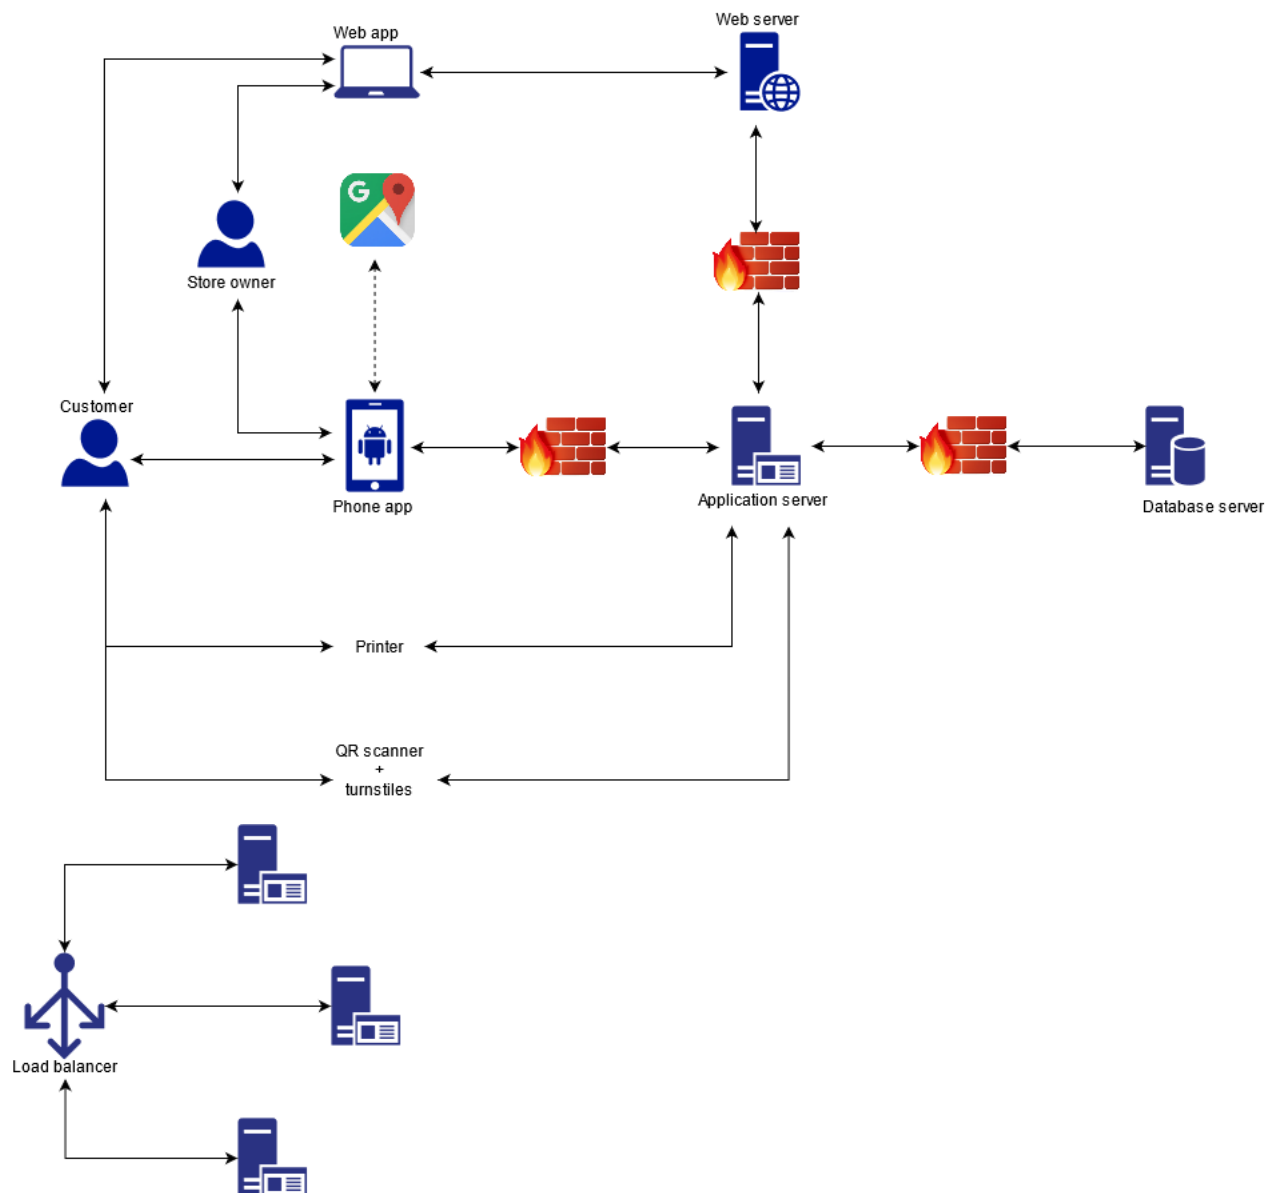 Web app
Web server
G
Store owner
Customer
Phone app
Application server
Database server
Printer
QR scanner
+
turnstiles
Load balancer